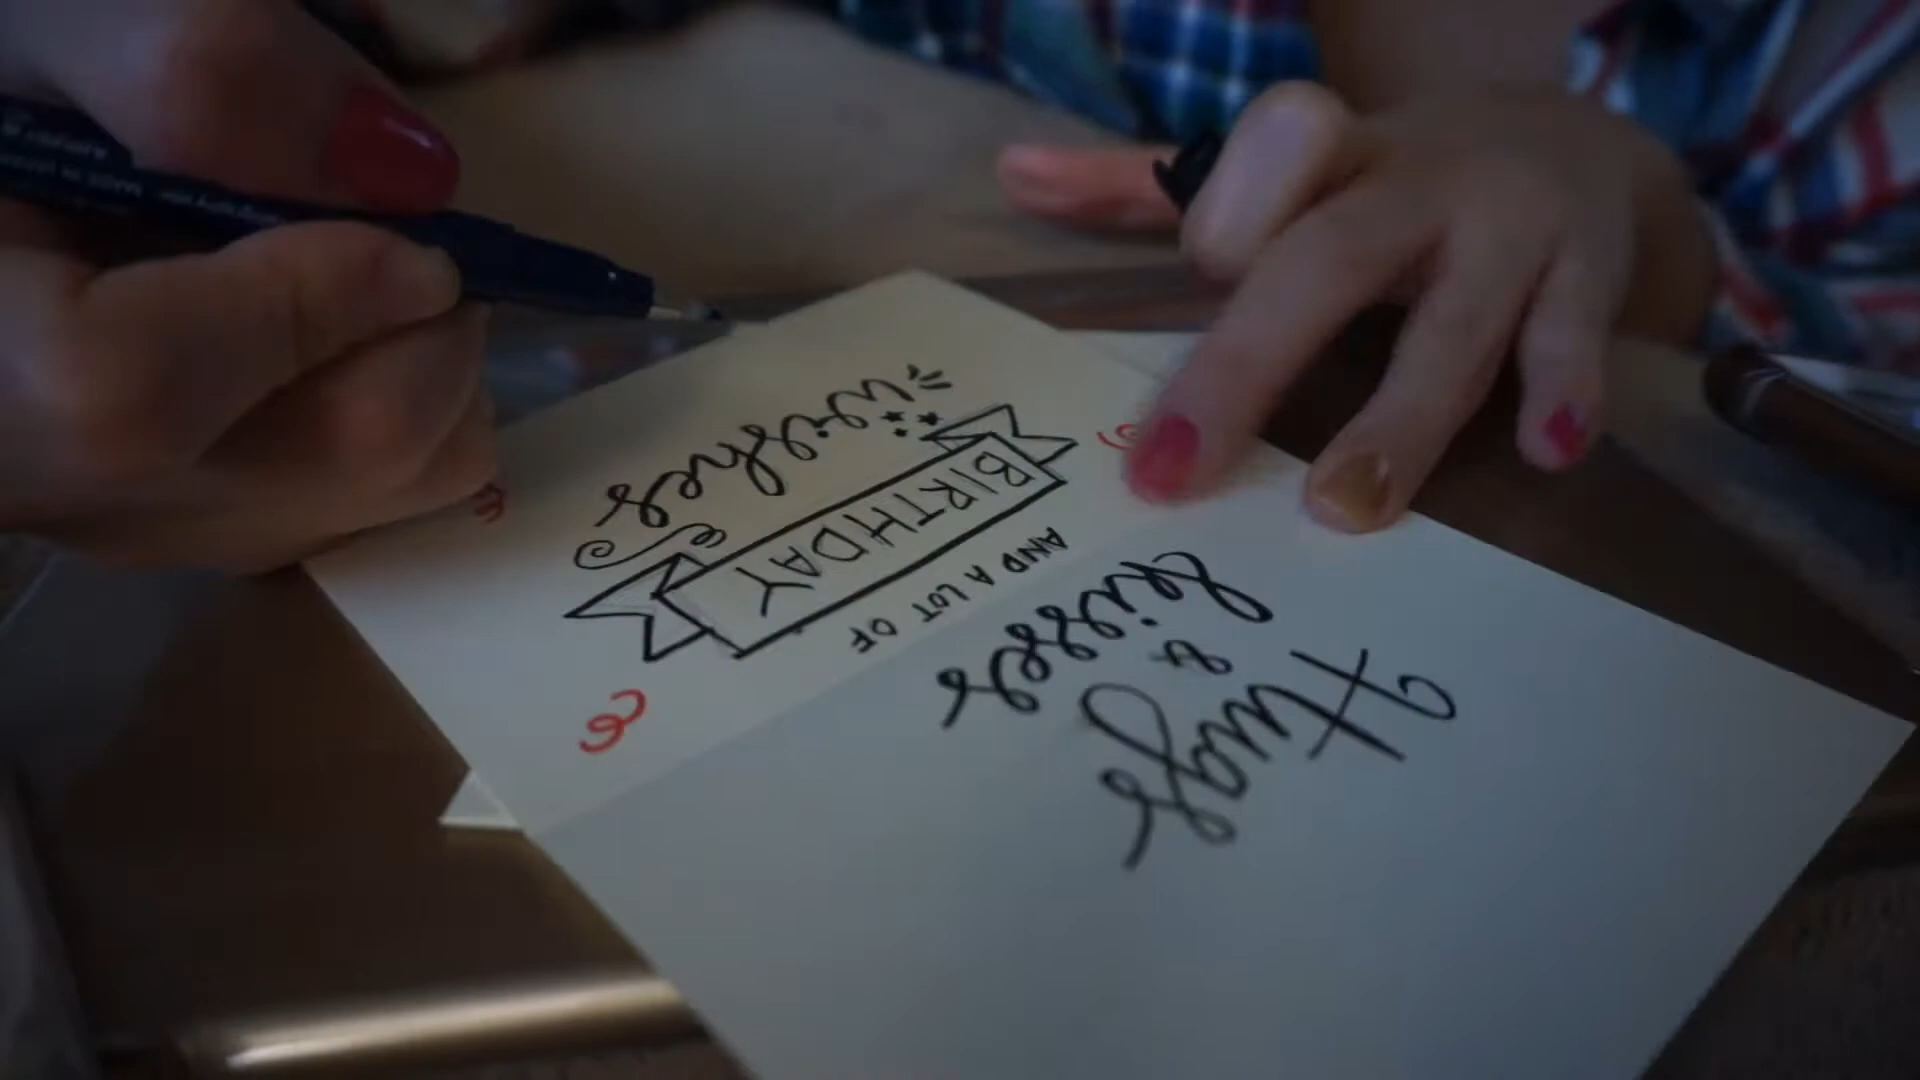 Hugs
&
kisses
AND A LOT OF
BIRTHDAY
wishes